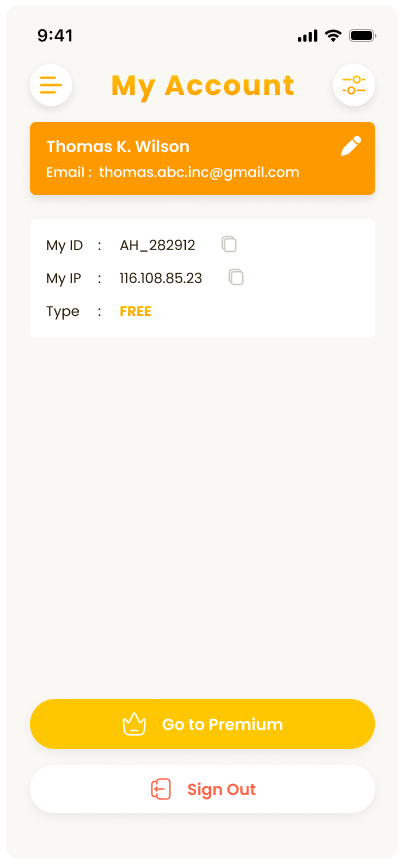 9:41
My Account
Thomas K. Wilson
Email : thomas.abc.inc@gmail.com
My ID : AH_282912
My IP : 116.108.85.23
Type : FREE
Go to Premium
Sign Out